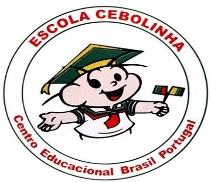 ESCOLA CEBOLINHA
Centro Educacional Brasil Portugal